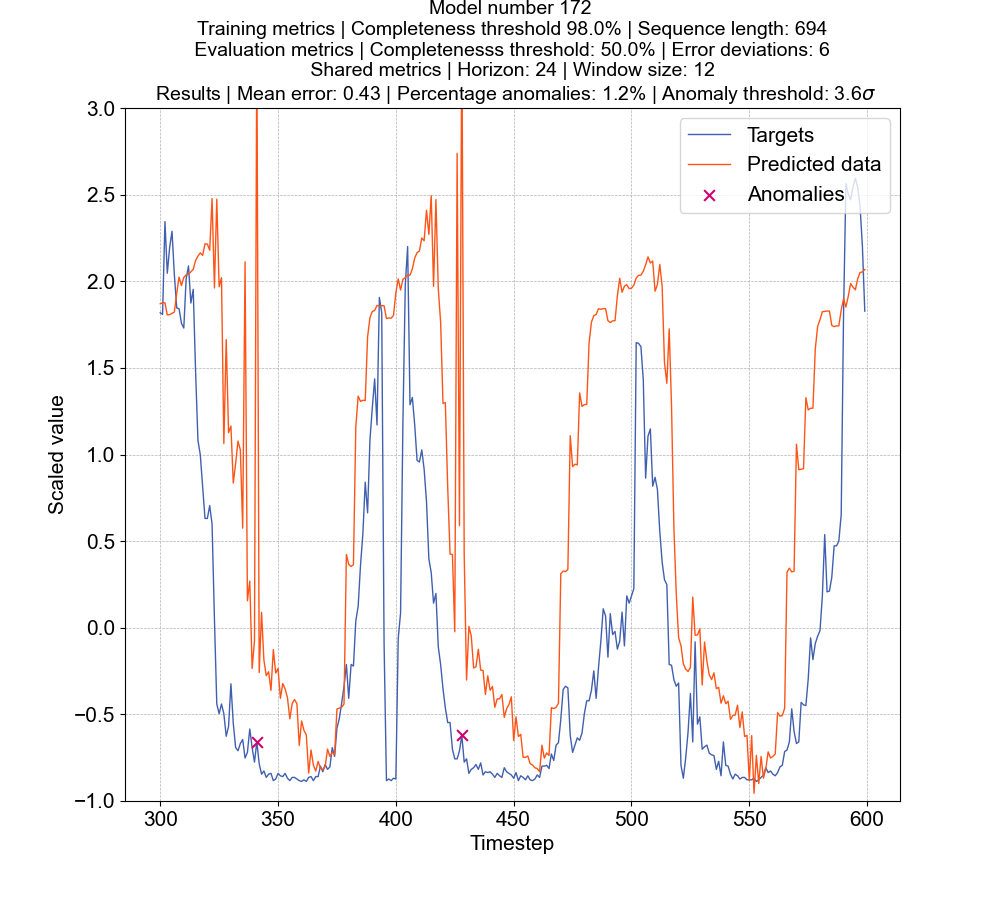 Model number 172
Training metrics | Completeness threshold 98.0% | Sequence length: 694
Evaluation metrics | Completenesss threshold: 50.0% | Error deviations: 6
Shared metrics | Horizon: 24 | Window size: 12
Results | Mean error: 0.43 | Percentage anomalies: 1.2% | Anomaly threshold: 3.6σ
Targets
Predicted data
Anomalies
Scaled value
3.0
2.5
2.0
1.5
1.0
0.5
0.0
−0.5
−1.0
300 350 400 450 500 550 600
Timestep